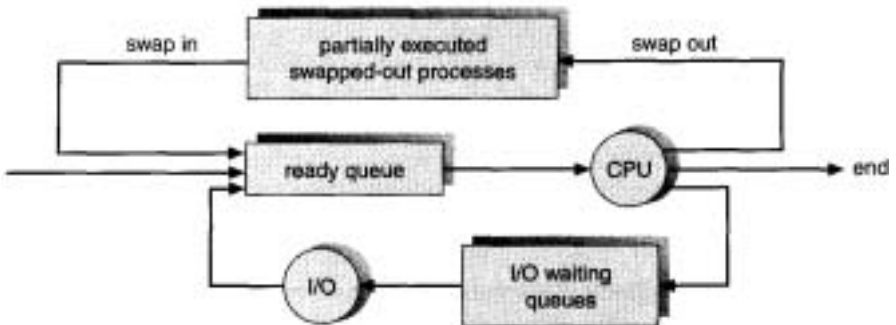 swap in
partially executed
swapped-out processes
swap out
ready queue
CPU
end
I/O
I/O waiting
queues